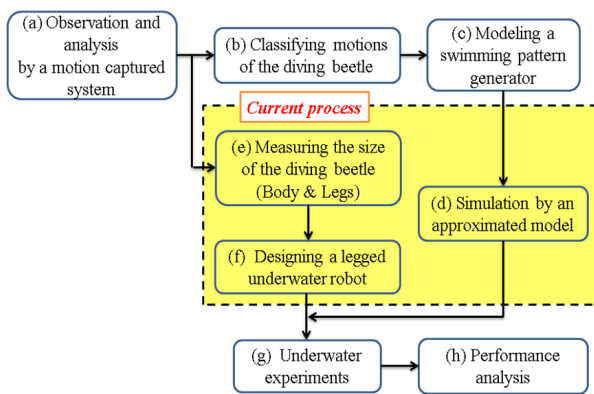 (a) Observation and
analysis
by a motion captured
system
(b) Classifying motions
of the diving beetle
(c) Modeling a
swimming pattern
generator
Current process
(e) Measuring the size
of the diving beetle
(Body & Legs)
(d) Simulation by an
approximated model
(f) Designing a legged
underwater robot
(g) Underwater
experiments
(h) Performance
analysis